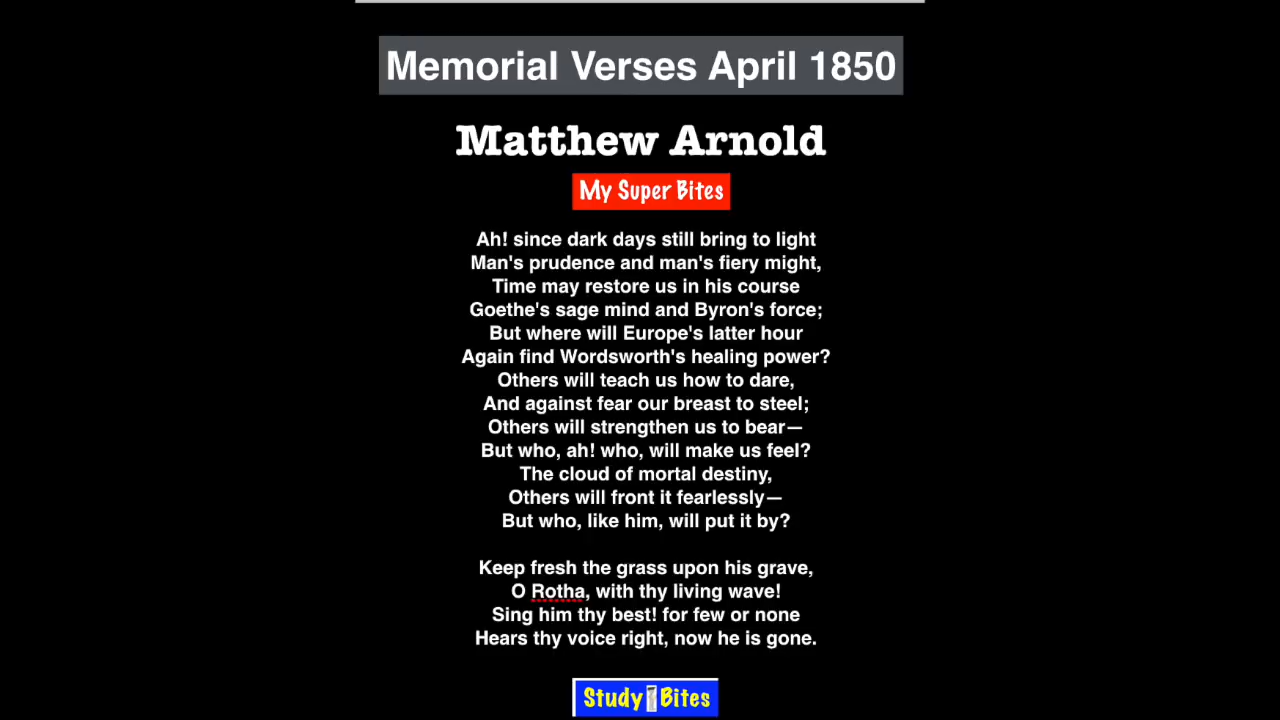 Memorial Verses April 1850
Matthew Arnold
My Super Bites
Ah! since dark days still bring to light
Man's prudence and man's fiery might,
Time may restore us in his course
Goethe's sage mind and Byron's force;
But where will Europe's latter hour
Again find Wordsworth's healing power?
Others will teach us how to dare,
And against fear our breast to steel;
Others will strengthen us to bear—
But who, ah! who, will make us feel?
The cloud of mortal destiny,
Others will front it fearlessly—
But who, like him, will put it by?
Keep fresh the grass upon his grave,
O Rotha, with thy living wave!
Sing him thy best! for few or none
Hears thy voice right, now he is gone.
Study Bites